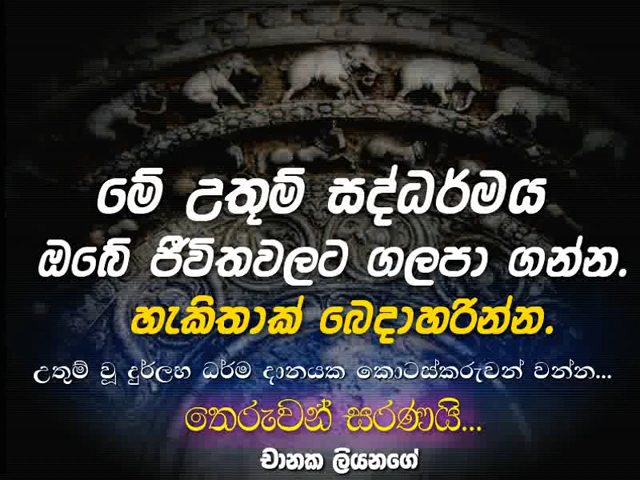 මේ උතූම් සද්ධර්මය
ඔබේ ජීවිතවලට ගලපා ගන්න.
හැකිතාක් බෙදාහරින්න.
උතුම් වූ දුර්ලභ ධර්ම දානයක කොටස්කරුවන් වන්න...
තෙරුවන් සරණයි...
චානක ලියනගේ